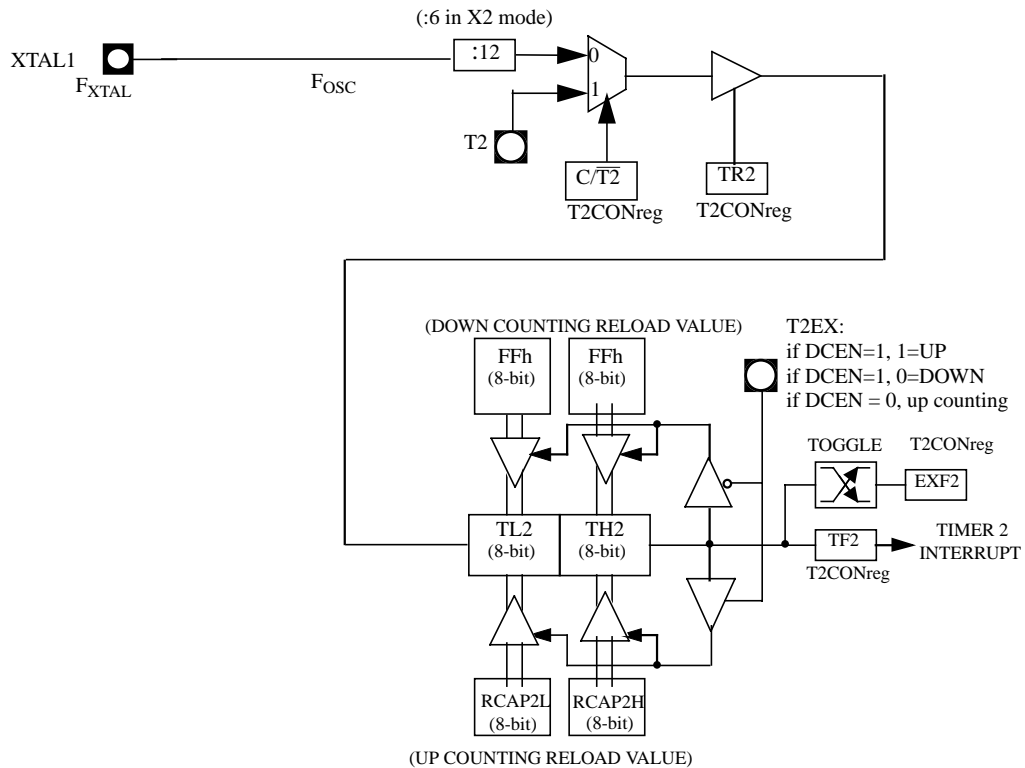 (:6 in X2 mode)
XTAL1
:12
0
F_XTAL
F_OSC
1
T2
C/T̅2̅
TR2
T2CONreg
T2CONreg
(DOWN COUNTING RELOAD VALUE)
T2EX:
if DCEN=1, 1=UP
if DCEN=1, 0=DOWN
if DCEN = 0, up counting
FFh
(8-bit)
FFh
(8-bit)
TOGGLE
T2CONreg
EXF2
TL2
(8-bit)
TH2
(8-bit)
TF2
T2CONreg
TIMER 2
INTERRUPT
RCAP2L
(8-bit)
RCAP2H
(8-bit)
(UP COUNTING RELOAD VALUE)